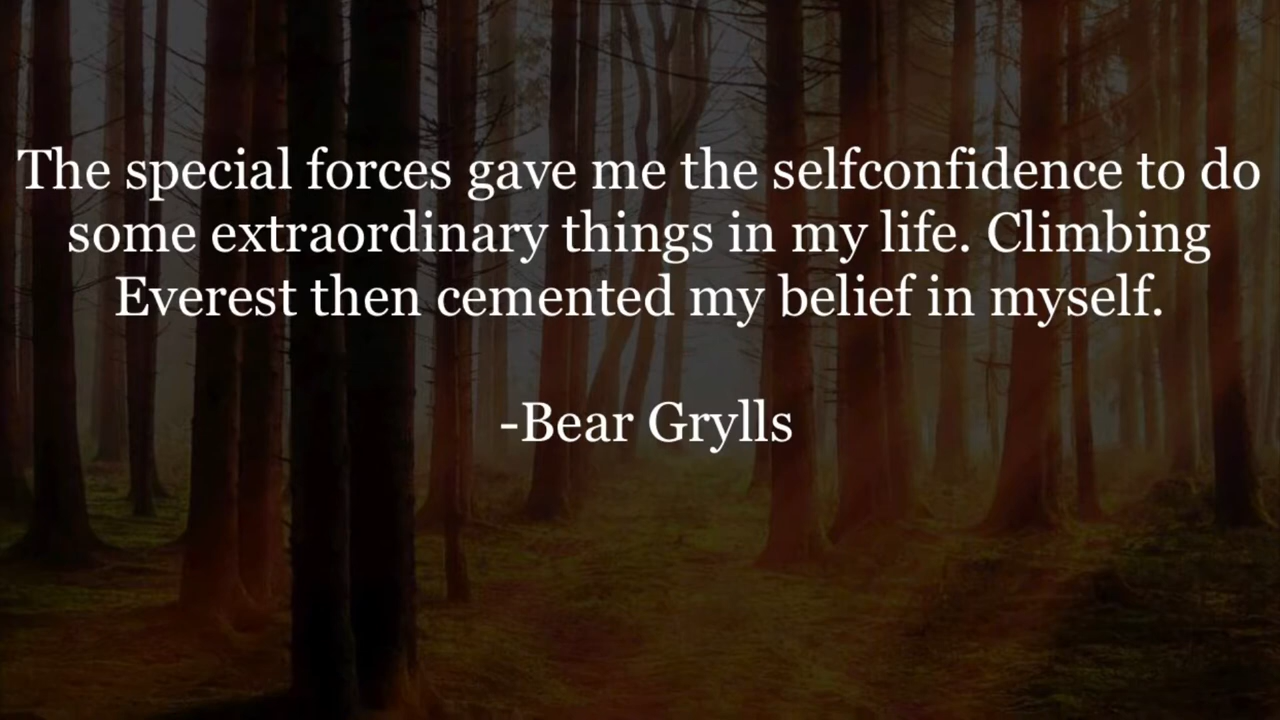 The special forces gave me the selfconfidence to do
some extraordinary things in my life. Climbing
Everest then cemented my belief in myself.
-Bear Grylls